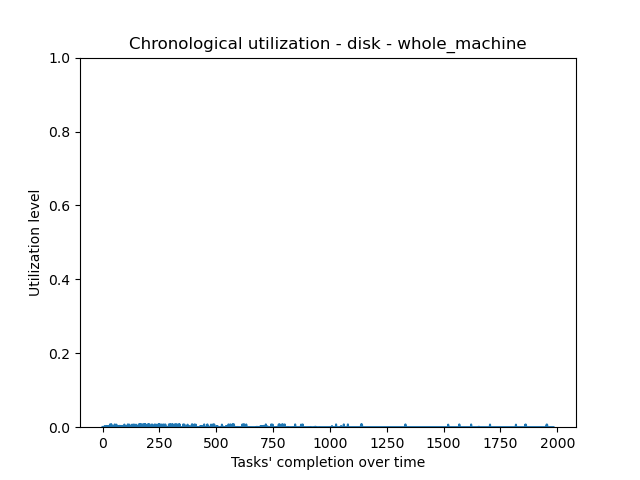 Chronological utilization - disk - whole_machine
1.0
0.8
0.6
0.4
0.2
0.0
Utilization level
0 250 500 750 1000 1250 1500 1750 2000
Tasks' completion over time